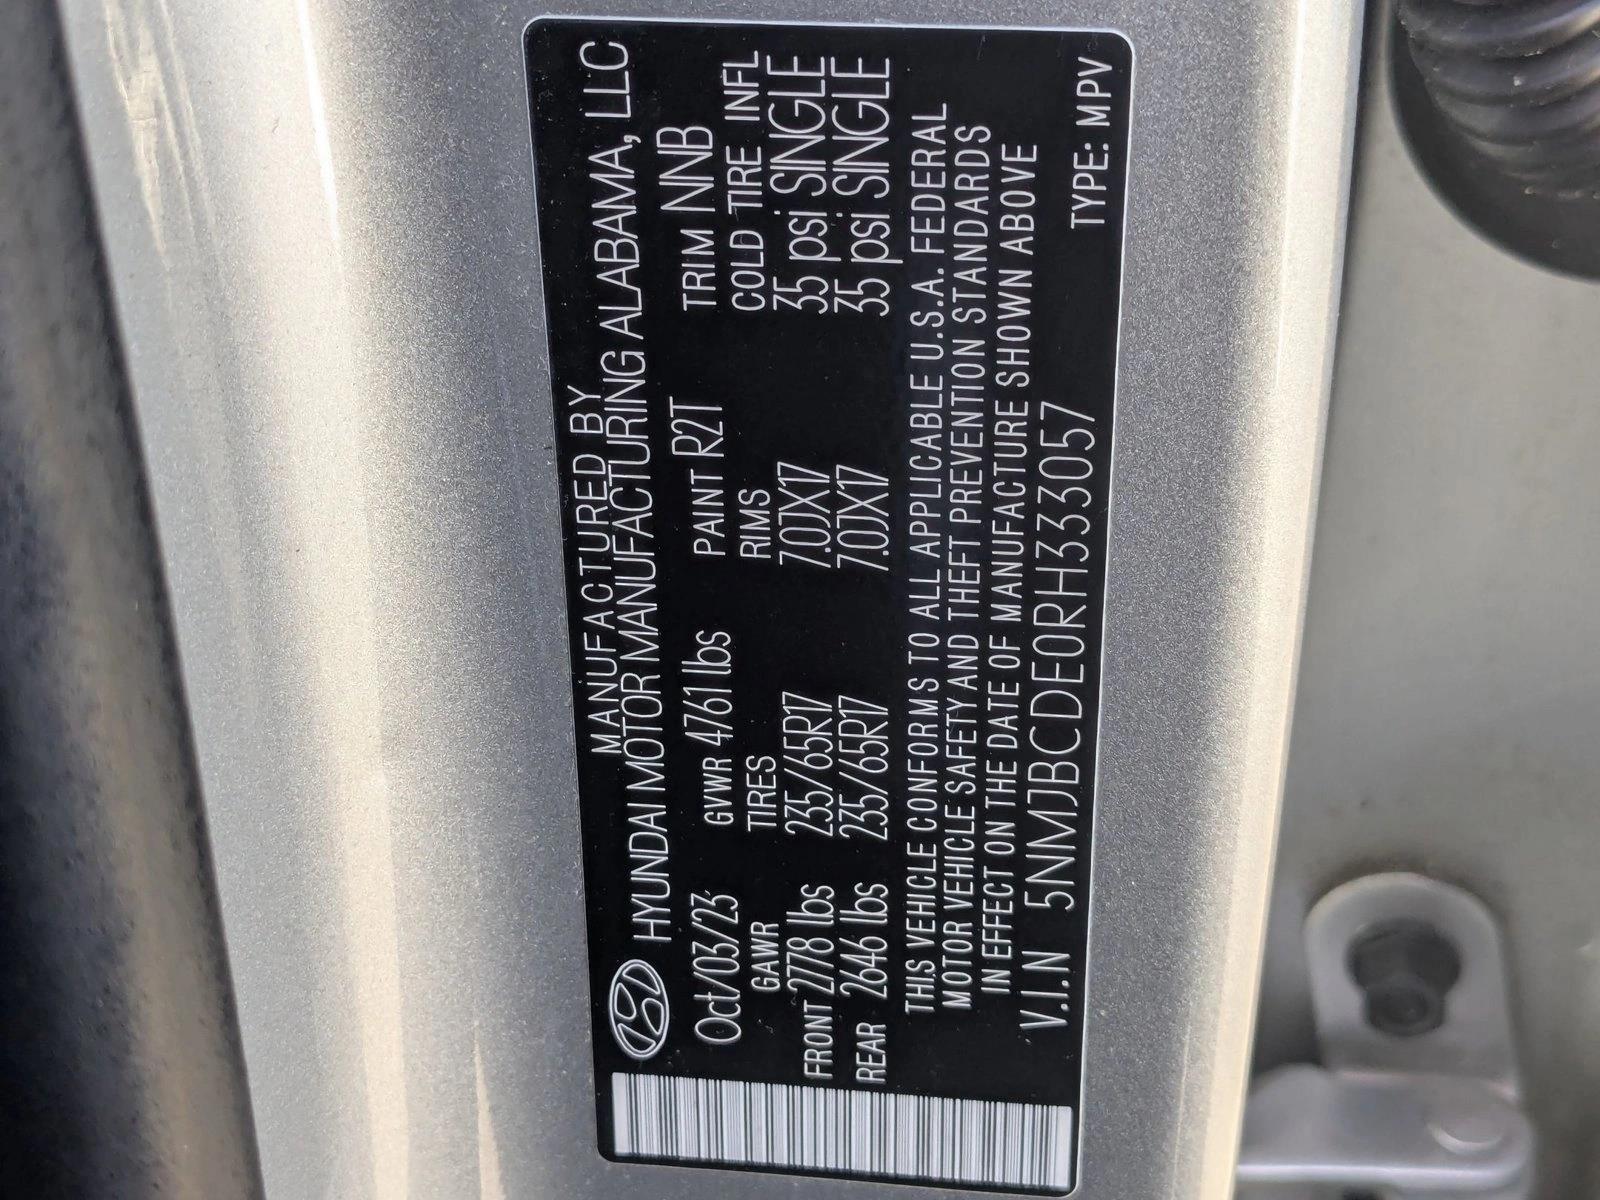 MANUFACTURED BY
HYUNDAI MOTOR MANUFACTURING ALABAMA, LLC
Oct/03/23 GVWR 4761 lbs PAINT R2T TRIM NNB
GAWR TIRES RIMS COLD TIRE INFL
FRONT 2778 lbs 235/65R17 7.0JX17 35 psi SINGLE
REAR 2646 lbs 235/65R17 7.0JX17 35 psi SINGLE
THIS VEHICLE CONFORMS TO ALL APPLICABLE U.S.A. FEDERAL
MOTOR VEHICLE SAFETY AND THEFT PREVENTION STANDARDS
IN EFFECT ON THE DATE OF MANUFACTURE SHOWN ABOVE
V.I.N 5NMJBCDE0RH333057 TYPE: MPV